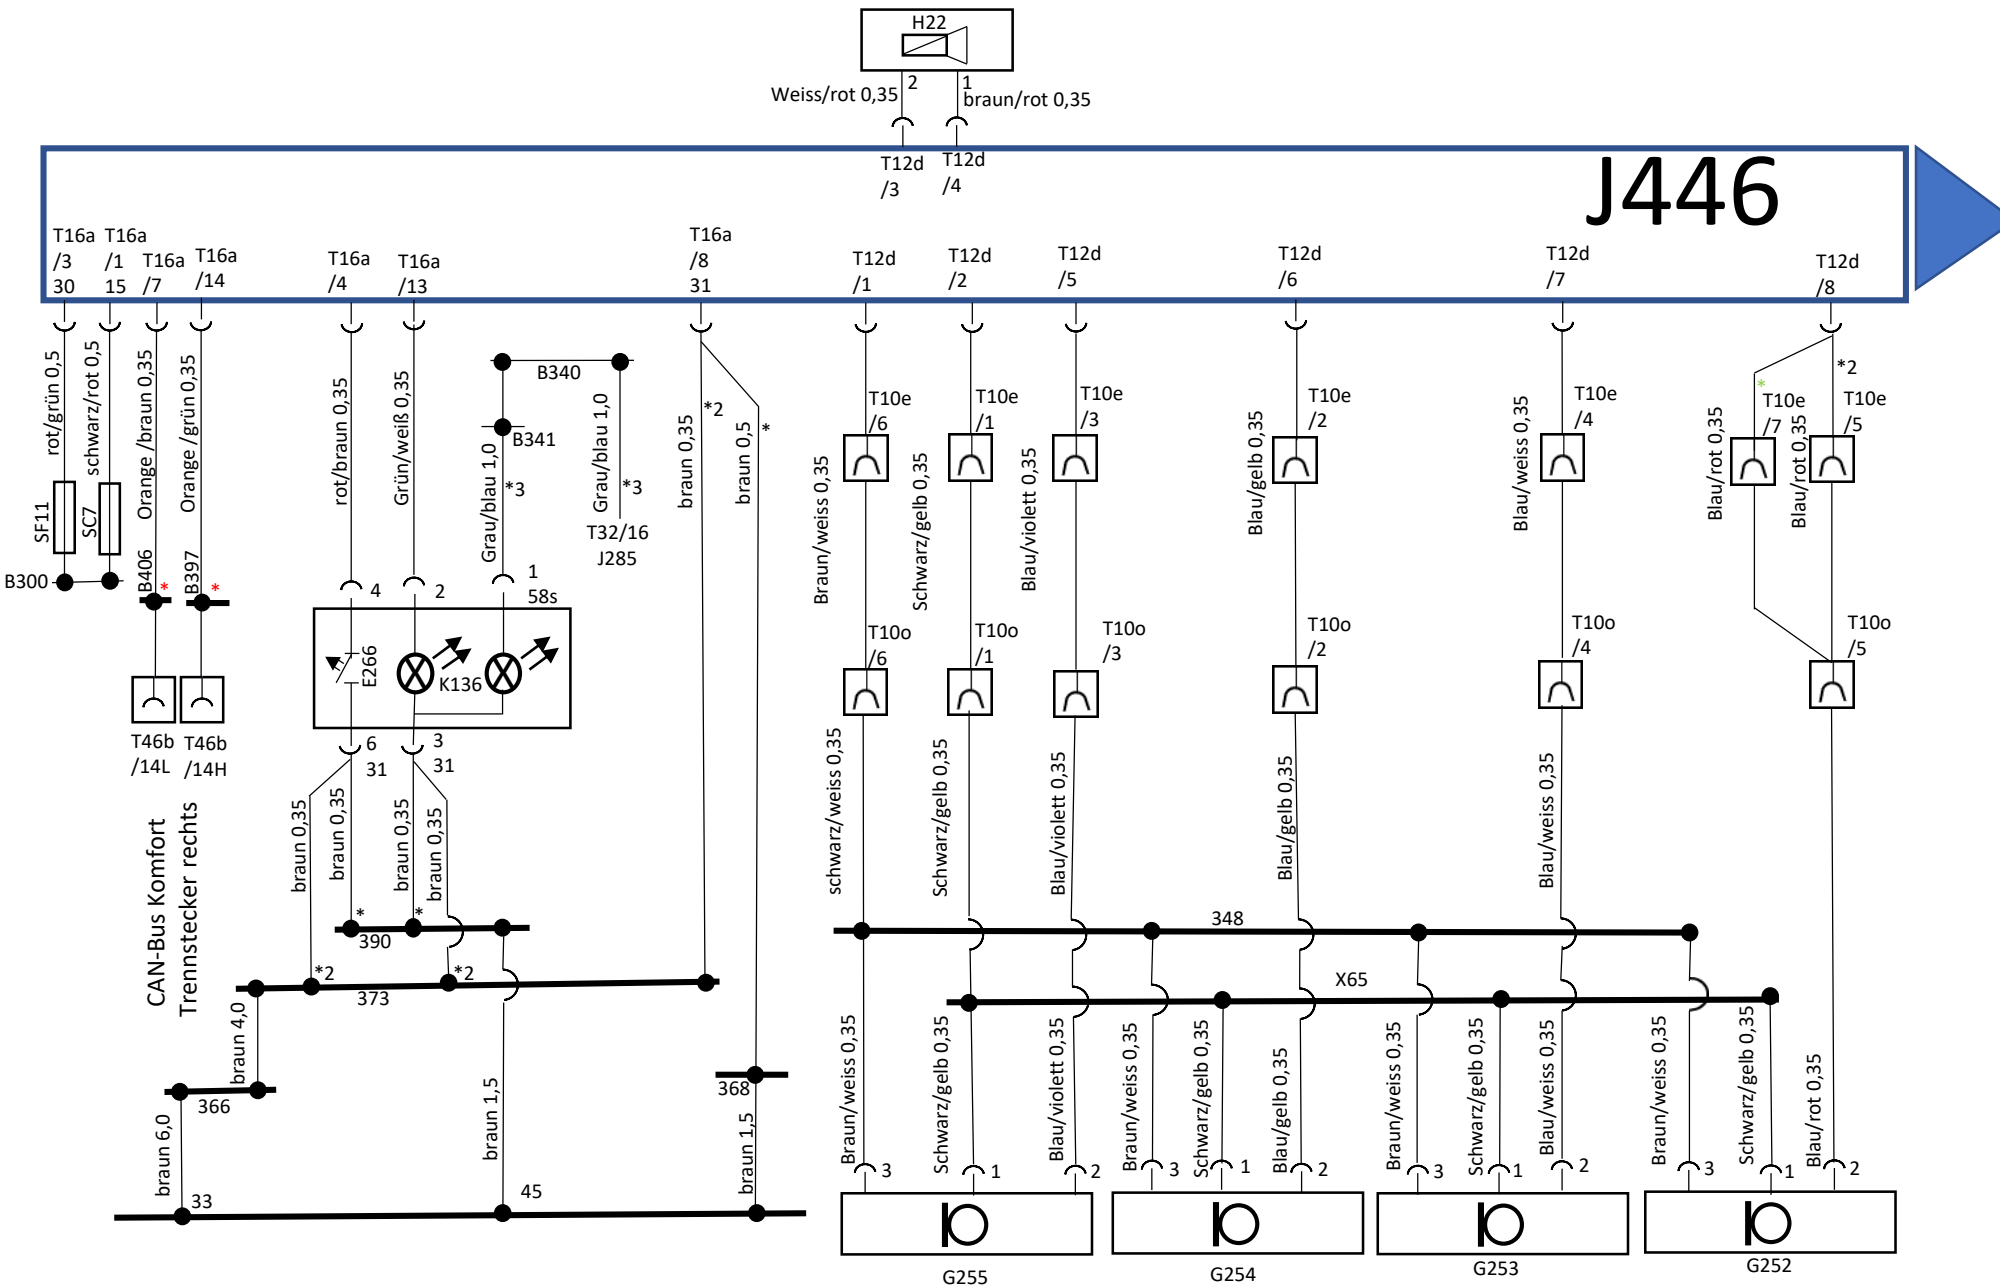 H22
2
1
Weiss/rot 0,35
braun/rot 0,35
T12d
/3
T12d
/4
J446
T16a
/3
30
T16a
/1
15
T16a
/7
T16a
/14
T16a
/4
T16a
/13
T16a
/8
31
T12d
/1
T12d
/2
T12d
/5
T12d
/6
T12d
/7
T12d
/8
rot/grün 0,5
schwarz/rot 0,5
Orange /braun 0,35
Orange /grün 0,35
rot/braun 0,35
Grün/weiß 0,35
B340
B341
Grau/blau 1,0
*3
Grau/blau 1,0
*3
T32/16
J285
braun 0,35
*2
braun 0,5
*
SF11
SC7
B300
B406
*
B397
*
T46b
/14L
T46b
/14H
CAN-Bus Komfort
Trennstecker rechts
4
2
1
58s
E266
K136
6
31
3
31
braun 0,35
braun 0,35
braun 0,35
braun 0,35
*
*
390
*2
*2
373
braun 4,0
366
braun 6,0
33
braun 1,5
45
368
braun 1,5
T10e
/6
T10e
/1
T10e
/3
T10e
/2
T10e
/4
*
*2
T10e
/7
T10e
/5
Braun/weiss 0,35
Schwarz/gelb 0,35
Blau/violett 0,35
Blau/gelb 0,35
Blau/weiss 0,35
Blau/rot 0,35
Blau/rot 0,35
T10o
/6
T10o
/1
T10o
/3
T10o
/2
T10o
/4
T10o
/5
schwarz/weiss 0,35
Schwarz/gelb 0,35
Blau/violett 0,35
Blau/gelb 0,35
Blau/weiss 0,35
348
X65
Braun/weiss 0,35
Schwarz/gelb 0,35
Blau/violett 0,35
Braun/weiss 0,35
Schwarz/gelb 0,35
Blau/gelb 0,35
Braun/weiss 0,35
Schwarz/gelb 0,35
Blau/weiss 0,35
Braun/weiss 0,35
Schwarz/gelb 0,35
Blau/rot 0,35
3
1
2
3
1
2
3
1
2
3
1
2
G255
G254
G253
G252